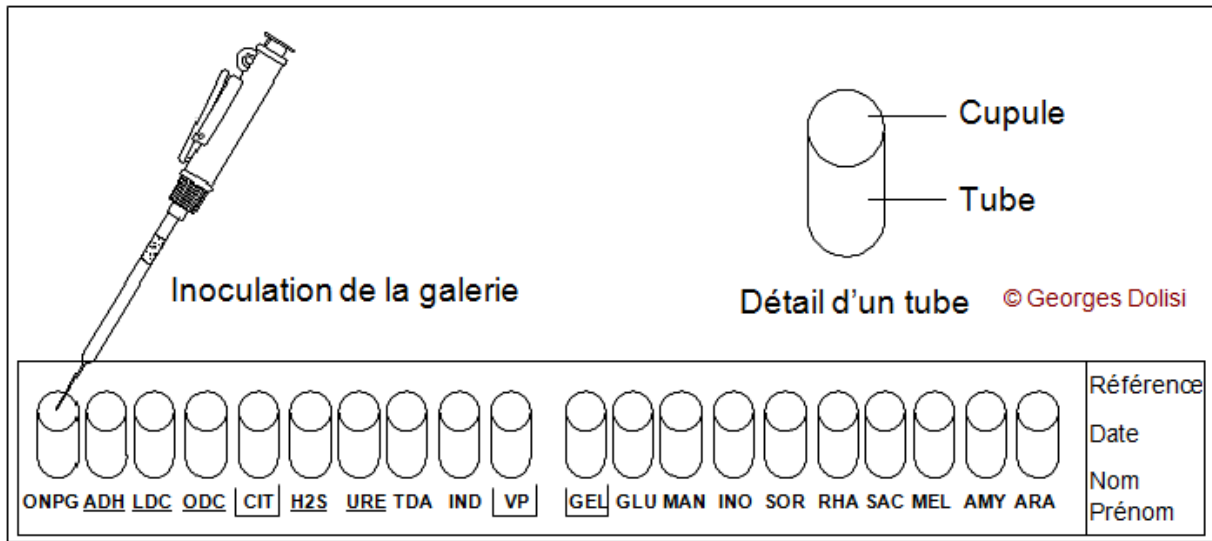 Cupule
Tube
Inoculation de la galerie
Détail d'un tube © Georges Dolisi
ONPG ADH LDC ODC CIT H2S URE TDA IND VP GEL GLU MAN INO SOR RHA SAC MEL AMY ARA
Référence
Date
Nom
Prénom